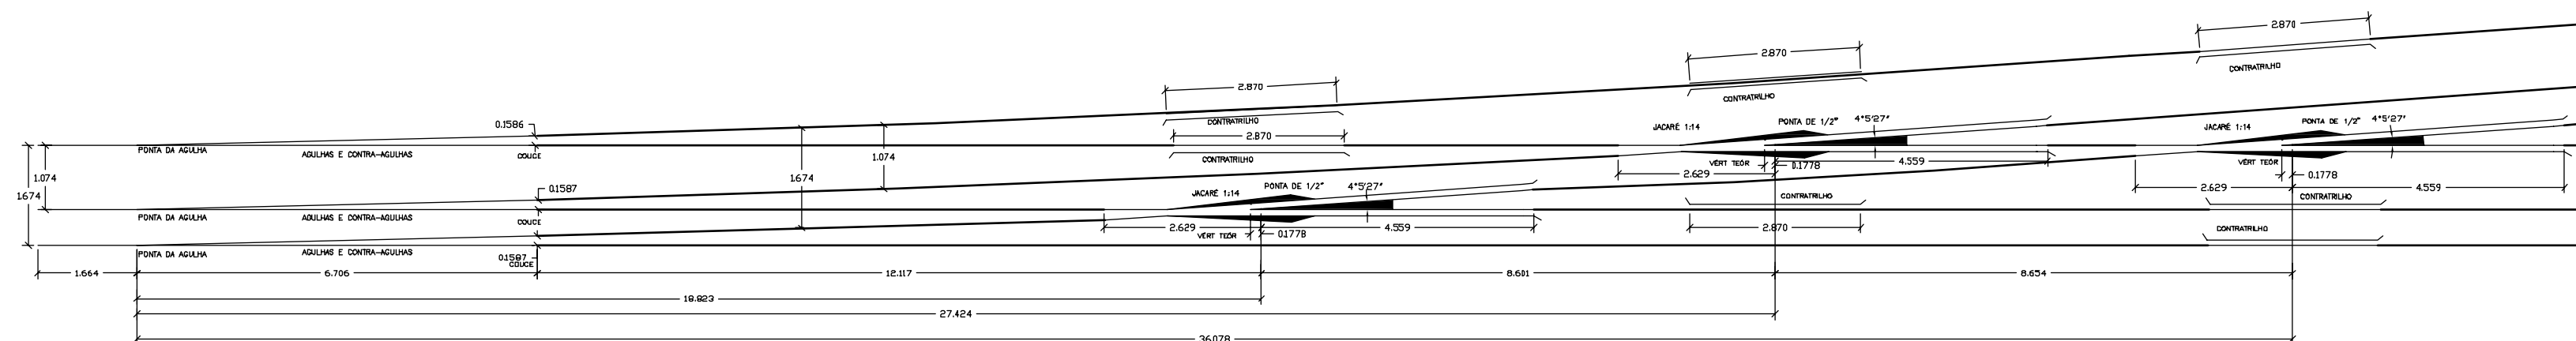 2.870
2.870
2.870
CONTRATRILHO
CONTRATRILHO
0.1586
CONTRATRILHO
2.870
JACARÉ 1:14
PONTA DE 1/2"
4°5'27"
JACARÉ 1:14
PONTA DE 1/2"
4°5'27"
PONTA DA AGULHA
AGULHAS E CONTRA-AGULHAS
COUCE
1.074
CONTRATRILHO
VÉRT TEÓR
0.1778
4.559
VÉRT TEÓR
0.1778
1.674
1.074
1.674
0.1587
JACARÉ 1:14
PONTA DE 1/2"
4°5'27"
2.629
CONTRATRILHO
2.629
4.559
CONTRATRILHO
PONTA DA AGULHA
AGULHAS E CONTRA-AGULHAS
COUCE
2.629
VÉRT TEÓR
0.1778
4.559
2.870
CONTRATRILHO
PONTA DA AGULHA
AGULHAS E CONTRA-AGULHAS
0.1587
COUCE
1.664
6.706
12.117
8.601
8.654
18.823
27.424
36.078